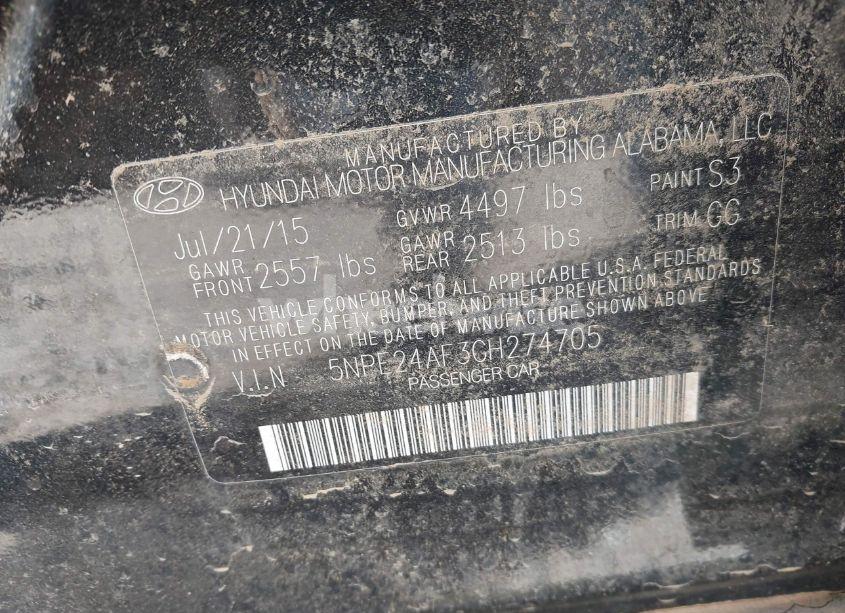 MANUFACTURED BY
HYUNDAI MOTOR MANUFACTURING ALABAMA, LLC
Jul/21/15 GVWR 4497 lbs PAINT S3
GAWR FRONT 2557 lbs GAWR REAR 2513 lbs TRIM GG
THIS VEHICLE CONFORMS TO ALL APPLICABLE U.S.A. FEDERAL
MOTOR VEHICLE SAFETY, BUMPER, AND THEFT PREVENTION STANDARDS
IN EFFECT ON THE DATE OF MANUFACTURE SHOWN ABOVE
V.I.N 5NPE24AF3GH274705
PASSENGER CAR